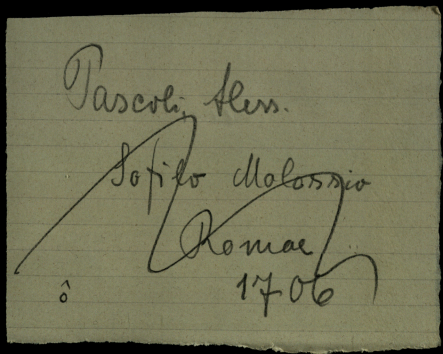 Pascoli, Aless.
Sofilo Molossio
Romae
1706
ô